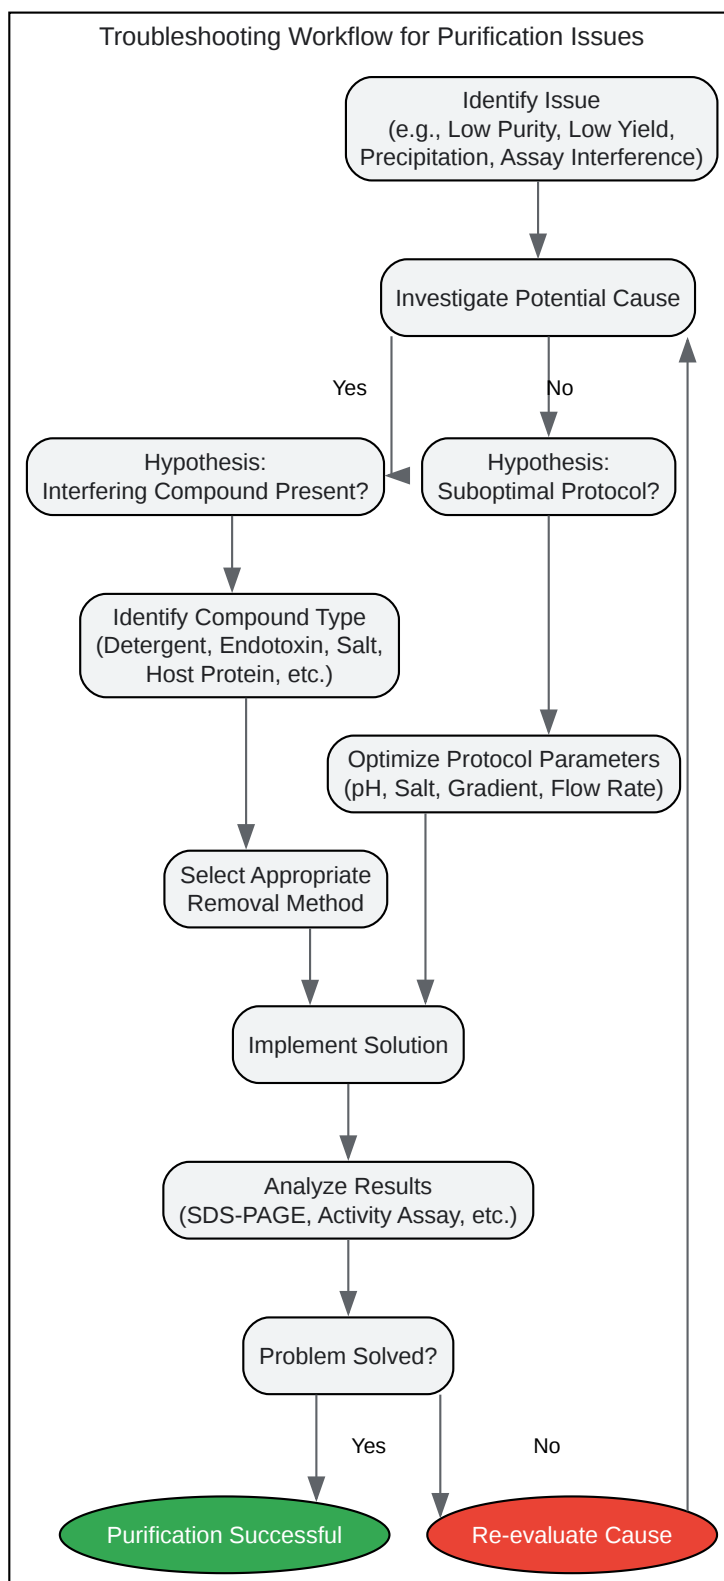 Troubleshooting Workflow for Purification Issues
Identify Issue
(e.g., Low Purity, Low Yield,
Precipitation, Assay Interference)
Investigate Potential Cause
Yes
No
Hypothesis:
Interfering Compound Present?
Hypothesis:
Suboptimal Protocol?
Identify Compound Type
(Detergent, Endotoxin, Salt,
Host Protein, etc.)
Optimize Protocol Parameters
(pH, Salt, Gradient, Flow Rate)
Select Appropriate
Removal Method
Implement Solution
Analyze Results
(SDS-PAGE, Activity Assay, etc.)
Problem Solved?
Yes
No
Purification Successful
Re-evaluate Cause